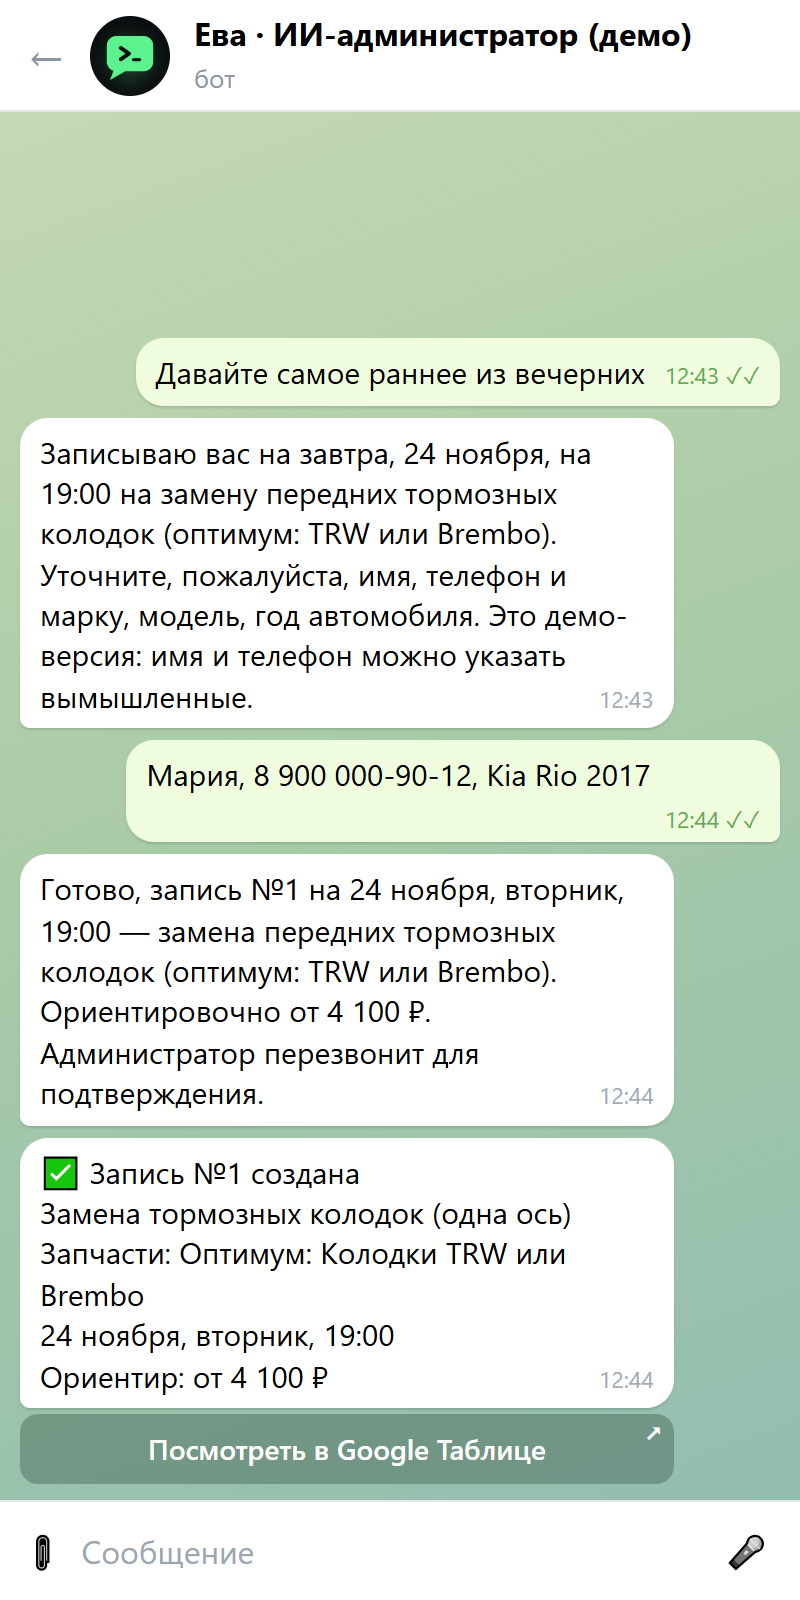 Ева · ИИ-администратор (демо)
бот
Давайте самое раннее из вечерних 12:43
Записываю вас на завтра, 24 ноября, на
19:00 на замену передних тормозных
колодок (оптимум: TRW или Brembo).
Уточните, пожалуйста, имя, телефон и
марку, модель, год автомобиля. Это демо-
версия: имя и телефон можно указать
вымышленные. 12:43
Мария, 8 900 000-90-12, Kia Rio 2017
12:44
Готово, запись №1 на 24 ноября, вторник,
19:00 — замена передних тормозных
колодок (оптимум: TRW или Brembo).
Ориентировочно от 4 100 ₽.
Администратор перезвонит для
подтверждения. 12:44
✅ Запись №1 создана
Замена тормозных колодок (одна ось)
Запчасти: Оптимум: Колодки TRW или
Brembo
24 ноября, вторник, 19:00
Ориентир: от 4 100 ₽ 12:44
Посмотреть в Google Таблице
Сообщение